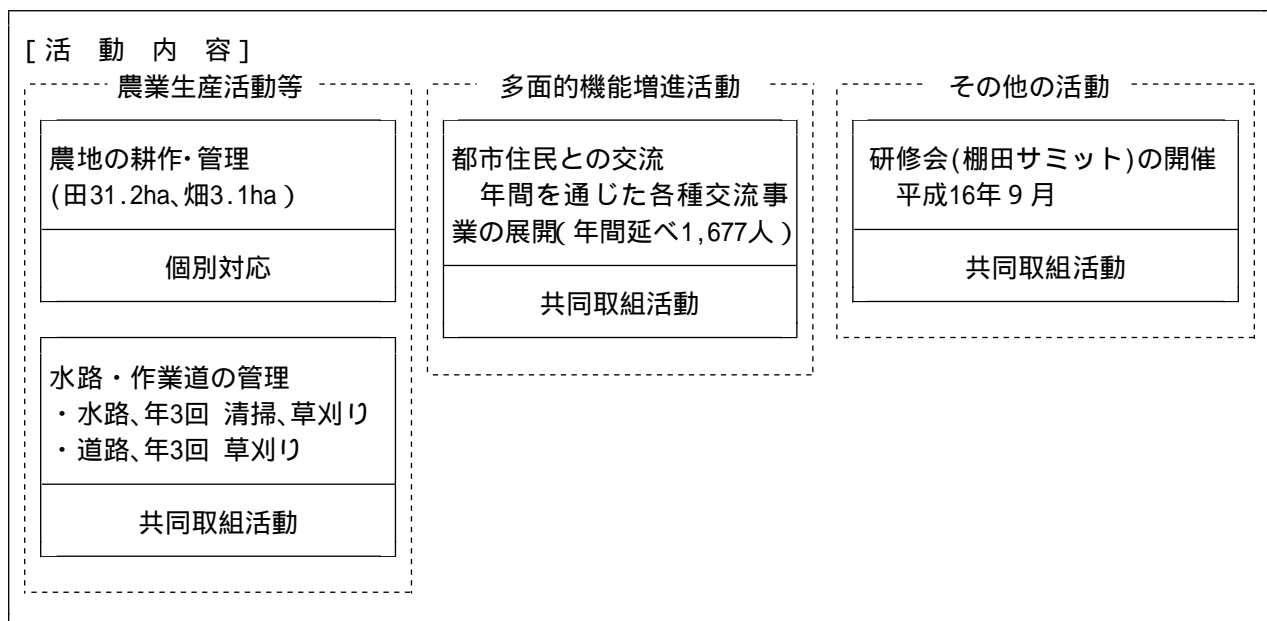 [活 動 内 容]
農業生産活動等
農地の耕作・管理
(田31.2ha、畑3.1ha)
個別対応
水路・作業道の管理
・水路、年3回 清掃、草刈り
・道路、年3回 草刈り
共同取組活動
多面的機能増進活動
都市住民との交流
年間を通じた各種交流事
業の展開(年間延べ1,677人)
共同取組活動
その他の活動
研修会(棚田サミット)の開催
平成16年9月
共同取組活動